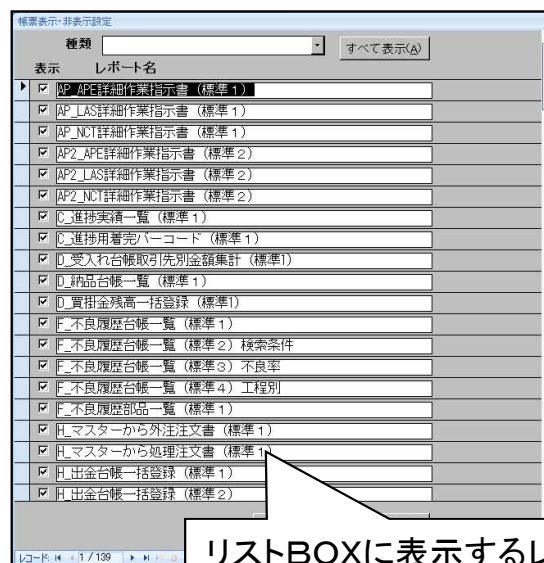 帳票表示・非表示設定
種類
すべて表示(A)
表示 レポート名
AP_APE詳細作業指示書（標準１）
AP_LAS詳細作業指示書（標準１）
AP_NCT詳細作業指示書（標準１）
AP2_APE詳細作業指示書（標準２）
AP2_LAS詳細作業指示書（標準２）
AP2_NCT詳細作業指示書（標準２）
C_進捗実績一覧（標準１）
C_進捗用着完バーコード（標準１）
D_受入れ台帳取引先別金額集計（標準1）
D_納品台帳一覧（標準１）
D_買掛金残高一括登録（標準1）
F_不良履歴台帳一覧（標準１）
F_不良履歴台帳一覧（標準２）検索条件
F_不良履歴台帳一覧（標準３）不良率
F_不良履歴台帳一覧（標準４）工程別
F_不良履歴部品一覧（標準１）
H_マスターから外注注文書（標準１）
H_マスターから処理注文書（標準１）
H_出金台帳一括登録（標準１）
H_出金台帳一括登録（標準２）
リストBOXに表示するレ
レコード: 1 / 139